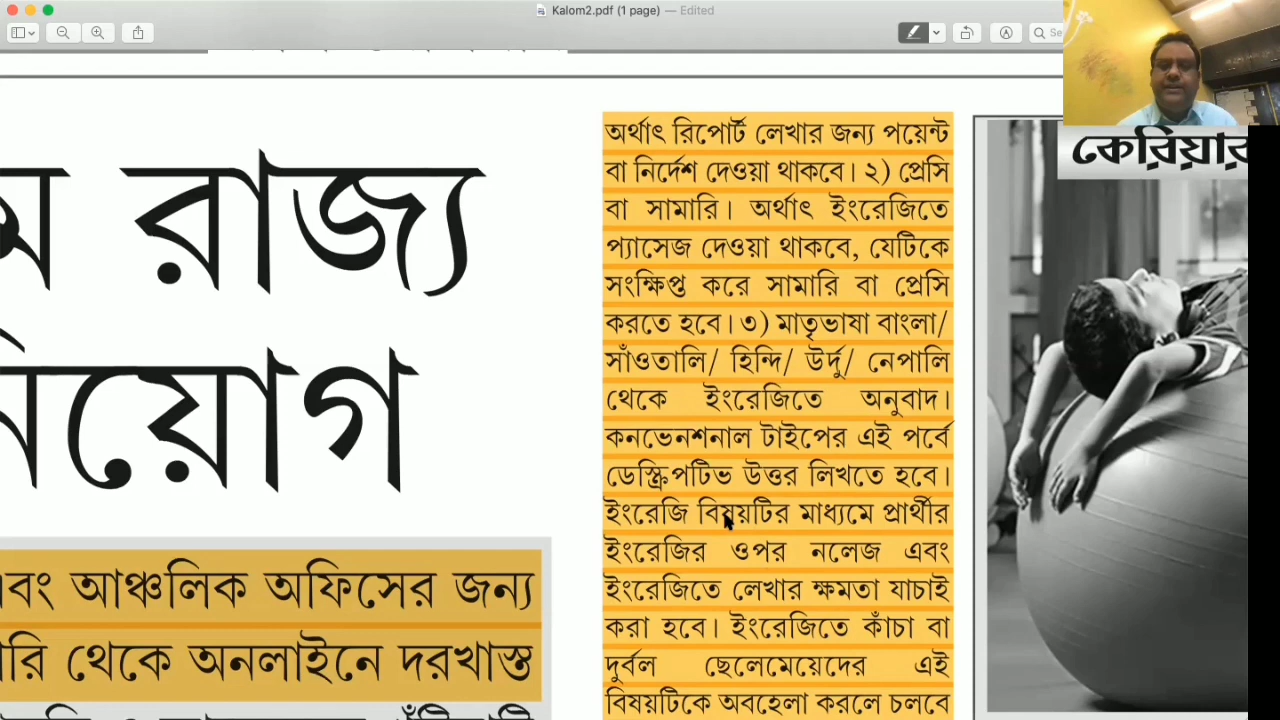 Kalom2.pdf (1 page) — Edited
Se
রাজ্য
য়োগ
এবং আঞ্চলিক অফিসের জন্য
থেকে অনলাইনে দরখাস্ত
অর্থাৎ রিপোর্ট লেখার জন্য পয়েন্ট
বা নির্দেশ দেওয়া থাকবে। ২) প্রেসি
বা সামারি। অর্থাৎ ইংরেজিতে
প্যাসেজ দেওয়া থাকবে, যেটিকে
সংক্ষিপ্ত করে সামারি বা প্রেসি
করতে হবে। ৩) মাতৃভাষা বাংলা/
সাঁওতালি/ হিন্দি/ উর্দু/ নেপালি
থেকে ইংরেজিতে অনুবাদ।
কনভেনশনাল টাইপের এই পর্বে
ডেস্ক্রিপটিভ উত্তর লিখতে হবে।
ইংরেজি বিষয়টির মাধ্যমে প্রার্থীর
ইংরেজির ওপর নলেজ এবং
ইংরেজিতে লেখার ক্ষমতা যাচাই
করা হবে। ইংরেজিতে কাঁচা বা
দুর্বল ছেলেমেয়েদের এই
বিষয়টিকে অবহেলা করলে চলবে
কেরিয়ার